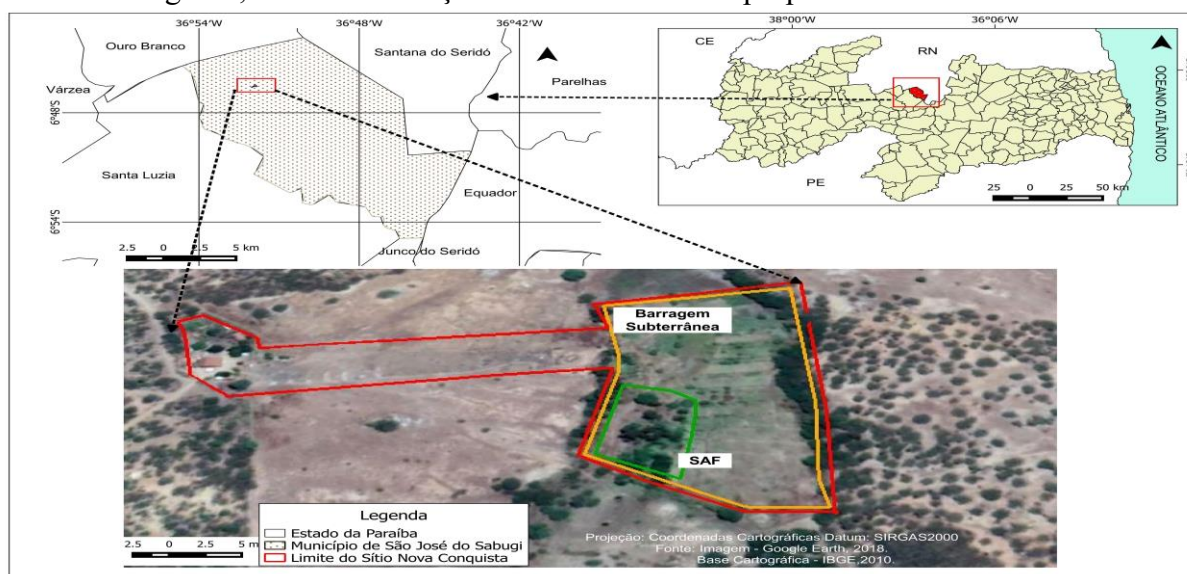 36°54'W 36°48'W 36°42'W
Ouro Branco
Santana do Seridó
Várzea
Parelhas
6°48'S
Santa Luzia
Equador
6°54'S
Junco do Seridó
2.5 0 2.5 5 km
38°00'W 36°06'W
CE
RN
PE
OCEANO ATLÂNTICO
25 0 25 50 km
Barragem
Subterrânea
SAF
Legenda
Estado da Paraíba
Município de São José do Sabugi
Limite do Sítio Nova Conquista
2.5 0 2.5 5 m
Projeção: Coordenadas Cartográficas Datum: SIRGAS2000
Fonte: Imagem - Google Earth, 2018.
Base Cartográfica - IBGE,2010.